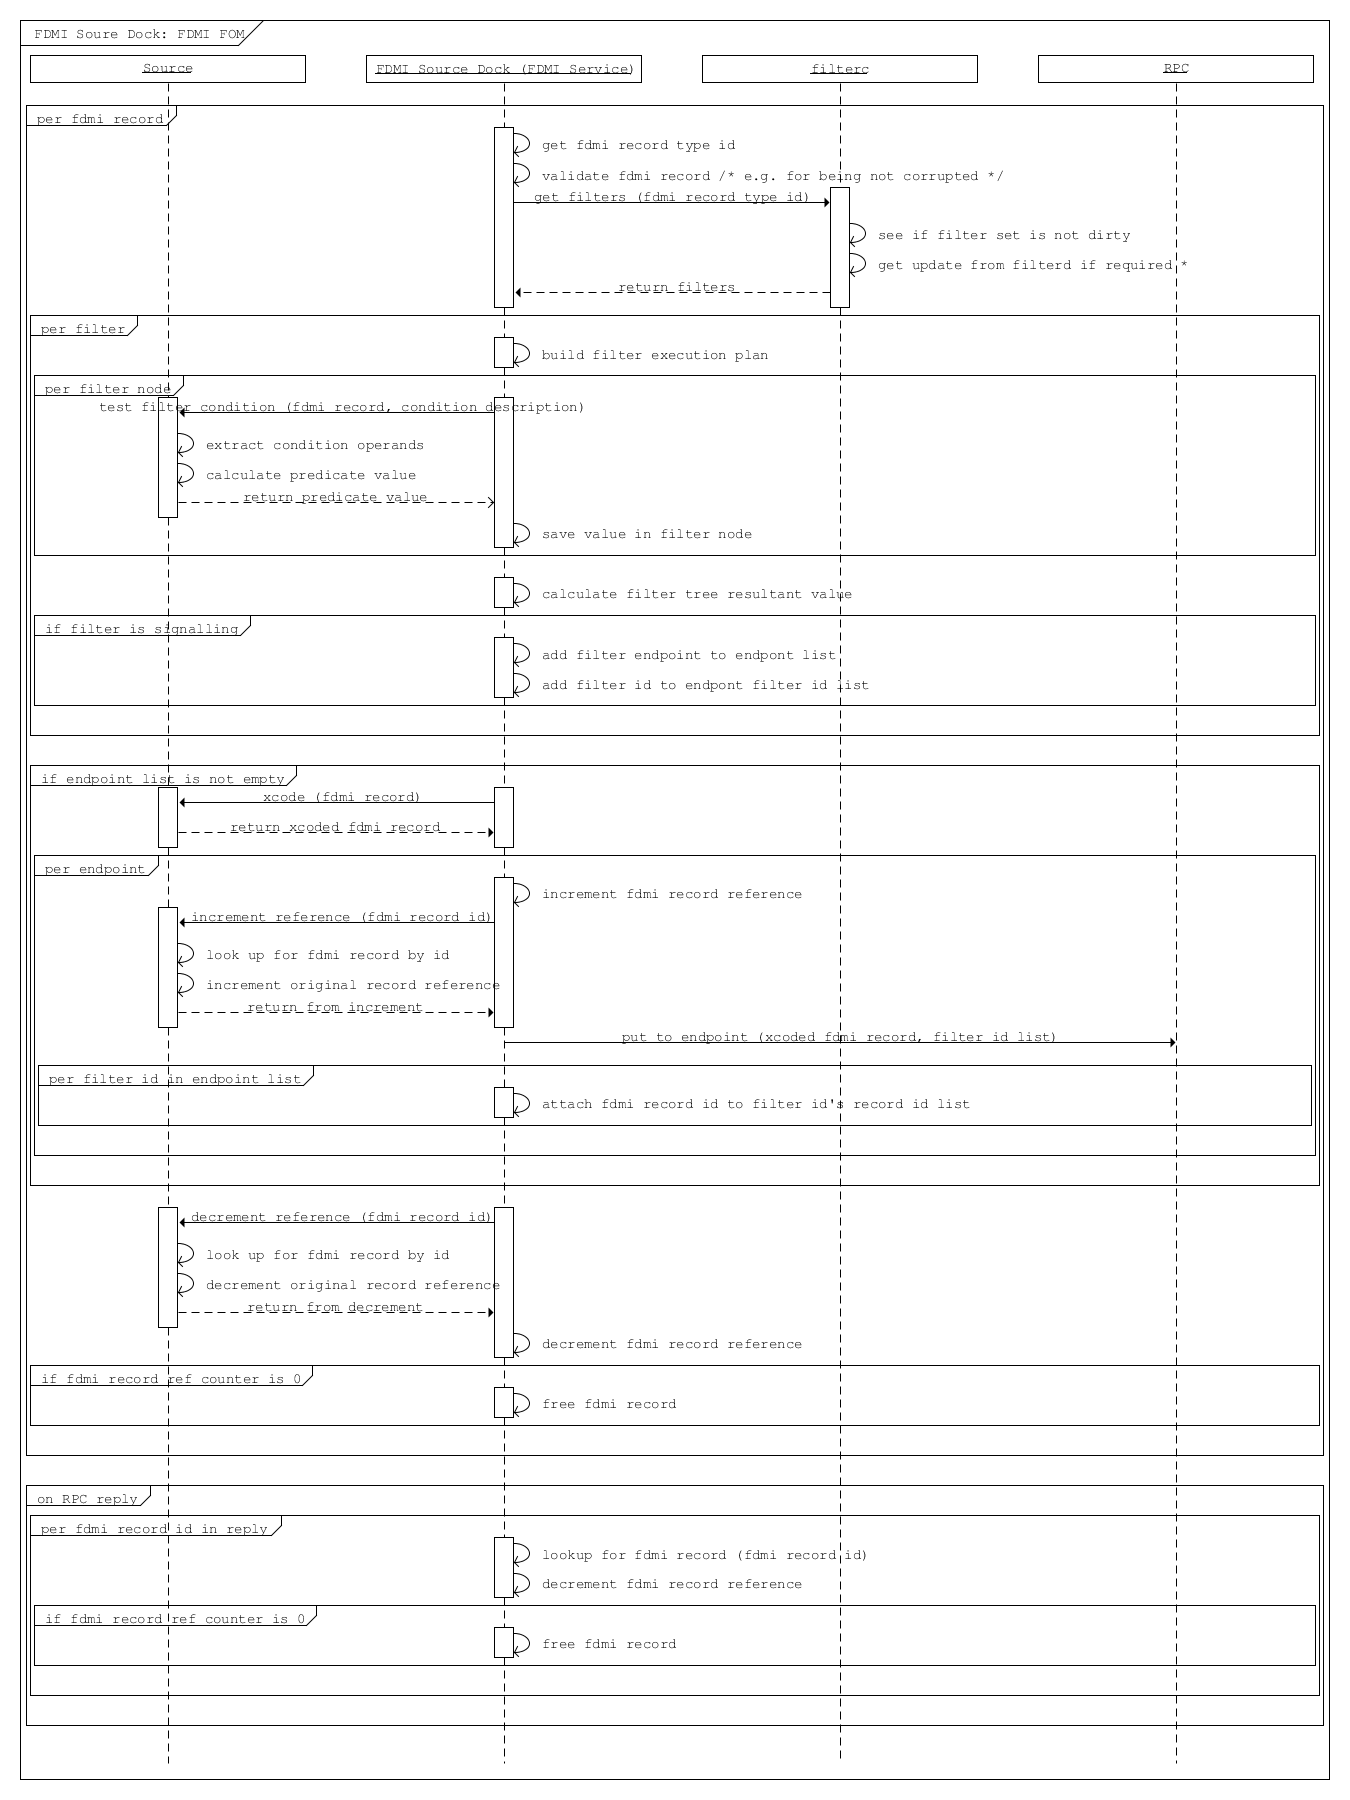 FDMI Soure Dock: FDMI FOM
Source
FDMI Source Dock (FDMI Service)
filterc
RPC
per fdmi record
get fdmi record type id
validate fdmi record /* e.g. for being not corrupted */
get filters (fdmi record type id)
see if filter set is not dirty
get update from filterd if required *
return filters
per filter
build filter execution plan
per filter node
test filter condition (fdmi record, condition description)
extract condition operands
calculate predicate value
return predicate value
save value in filter node
calculate filter tree resultant value
if filter is signalling
add filter endpoint to endpont list
add filter id to endpont filter id list
if endpoint list is not empty
xcode (fdmi record)
return xcoded fdmi record
per endpoint
increment fdmi record reference
increment reference (fdmi record id)
look up for fdmi record by id
increment original record reference
return from increment
put to endpoint (xcoded fdmi record, filter id list)
per filter id in endpoint list
attach fdmi record id to filter id's record id list
decrement reference (fdmi record id)
look up for fdmi record by id
decrement original record reference
return from decrement
decrement fdmi record reference
if fdmi record ref counter is 0
free fdmi record
on RPC reply
per fdmi record id in reply
lookup for fdmi record (fdmi record id)
decrement fdmi record reference
if fdmi record ref counter is 0
free fdmi record